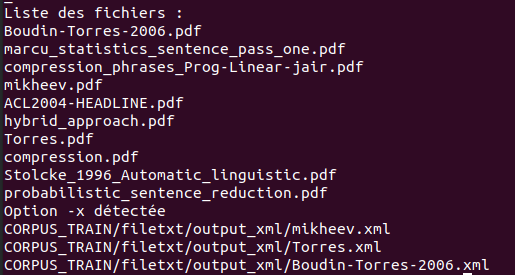 Liste des fichiers :
Boudin-Torres-2006.pdf
marcu_statistics_sentence_pass_one.pdf
compression_phrases_Prog-Linear-jair.pdf
mikheev.pdf
ACL2004-HEADLINE.pdf
hybrid_approach.pdf
Torres.pdf
compression.pdf
Stolcke_1996_Automatic_linguistic.pdf
probabilistic_sentence_reduction.pdf
Option -x détectée
CORPUS_TRAIN/filetxt/output_xml/mikheev.xml
CORPUS_TRAIN/filetxt/output_xml/Torres.xml
CORPUS_TRAIN/filetxt/output_xml/Boudin-Torres-2006.xml